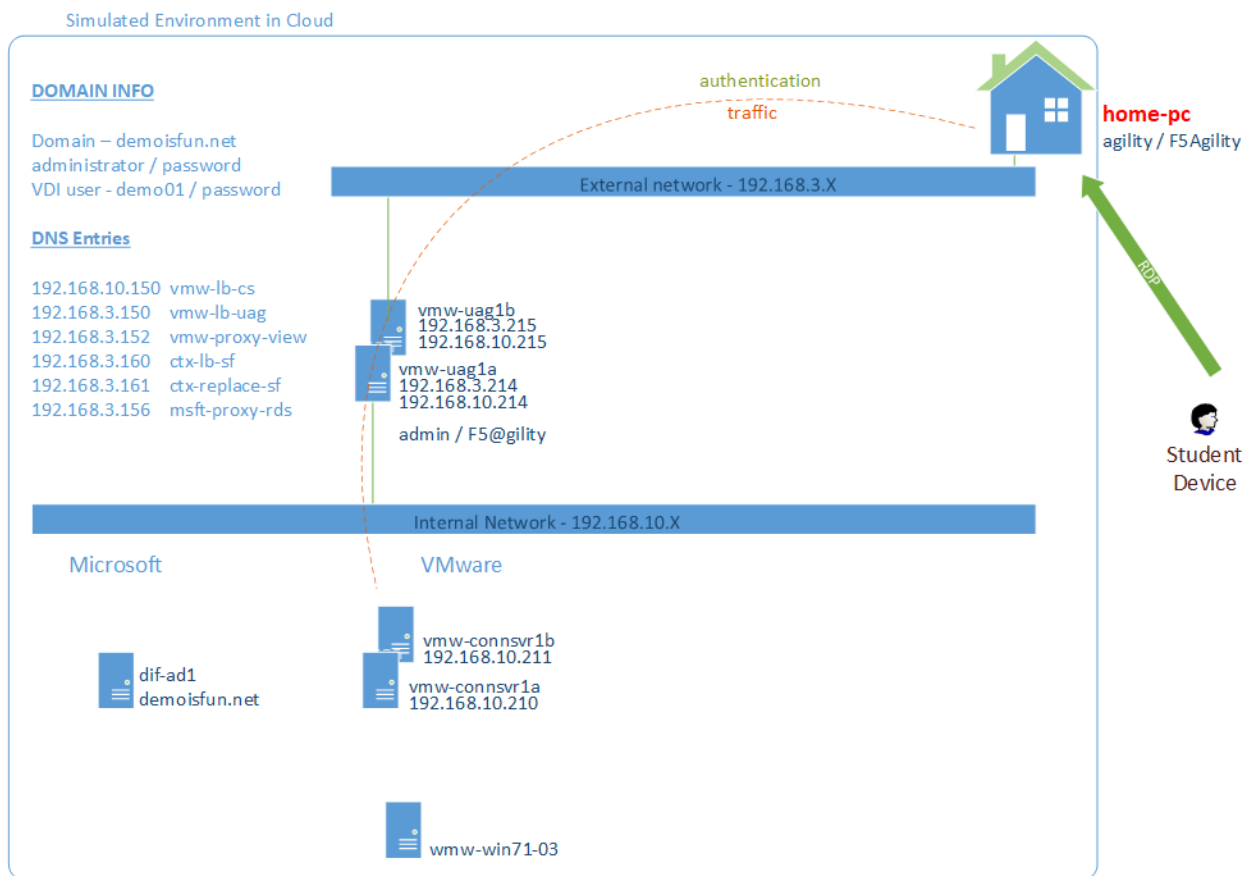 Simulated Environment in Cloud
DOMAIN INFO
Domain – demoisfun.net
administrator / password
VDI user - demo01 / password
DNS Entries
192.168.10.150 vmw-lb-cs
192.168.3.150 vmw-lb-uag
192.168.3.152 vmw-proxy-view
192.168.3.160 ctx-lb-sf
192.168.3.161 ctx-replace-sf
192.168.3.156 msft-proxy-rds
authentication
traffic
home-pc
agility / F5Agility
External network - 192.168.3.X
RDP
vmw-uag1b
192.168.3.215
192.168.10.215
vmw-uag1a
192.168.3.214
192.168.10.214
admin / F5@gility
Student
Device
Internal Network - 192.168.10.X
Microsoft
VMware
vmw-connsvr1b
192.168.10.211
dif-ad1
demoisfun.net
vmw-connsvr1a
192.168.10.210
wmw-win71-03